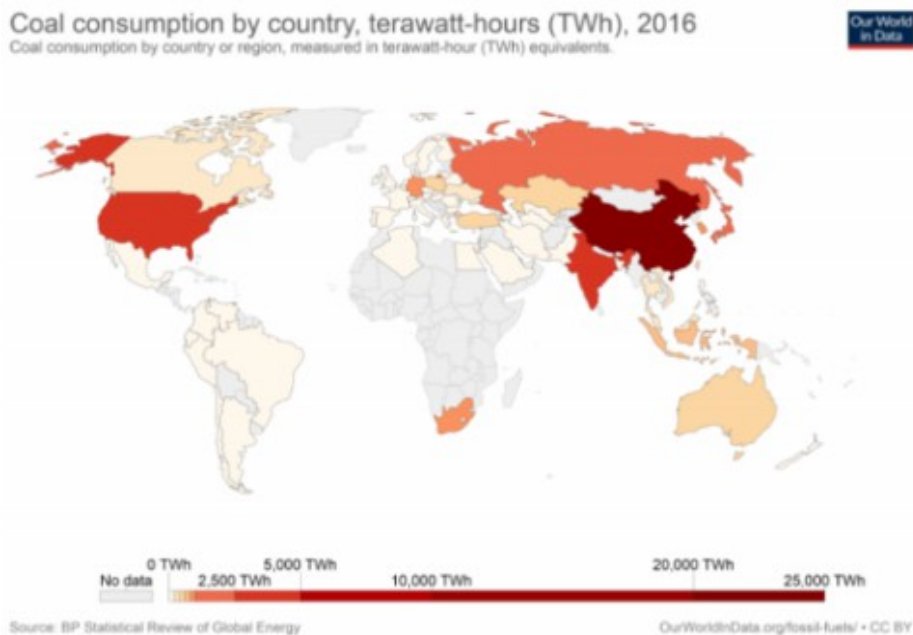 Coal consumption by country, terawatt-hours (TWh), 2016
Coal consumption by country or region, measured in terawatt-hour (TWh) equivalents.
Our World
in Data
No data
0 TWh
2,500 TWh
5,000 TWh
10,000 TWh
20,000 TWh
25,000 TWh
Source: BP Statistical Review of Global Energy
OurWorldInData.org/fossil-fuels/ • CC BY